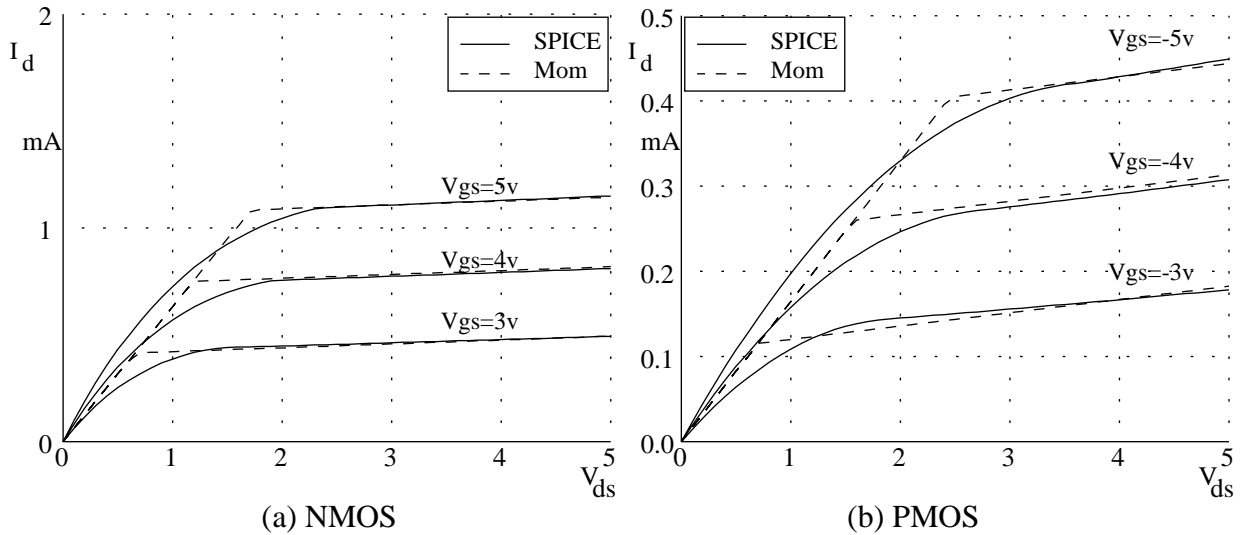 2
I d
mA
1
0
SPICE
Mom
Vgs=5v
Vgs=4v
Vgs=3v
0 1 2 3 4 5
V ds
(a) NMOS
0.5
I d
0.4
mA
0.3
0.2
0.1
0.0
SPICE
Mom
Vgs=-5v
Vgs=-4v
Vgs=-3v
0 1 2 3 4 5
V ds
(b) PMOS